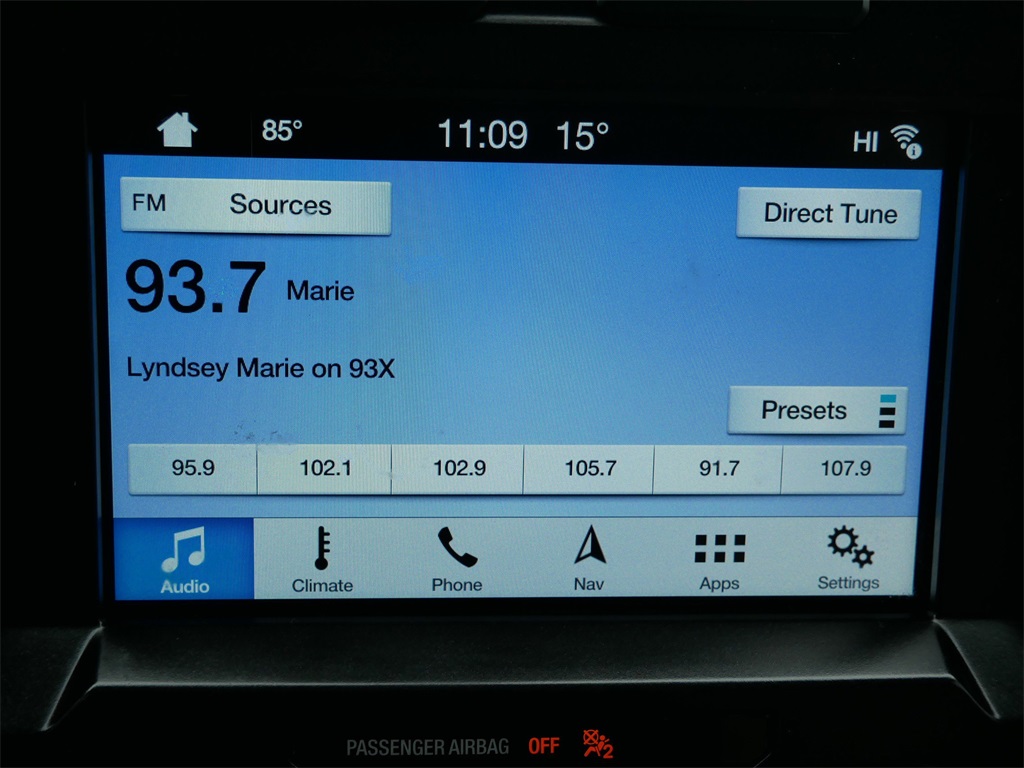 85° 11:09 15° HI
FM Sources Direct Tune
93.7 Marie
Lyndsey Marie on 93X
Presets
95.9 102.1 102.9 105.7 91.7 107.9
Audio Climate Phone Nav Apps Settings
PASSENGER AIRBAG OFF 2